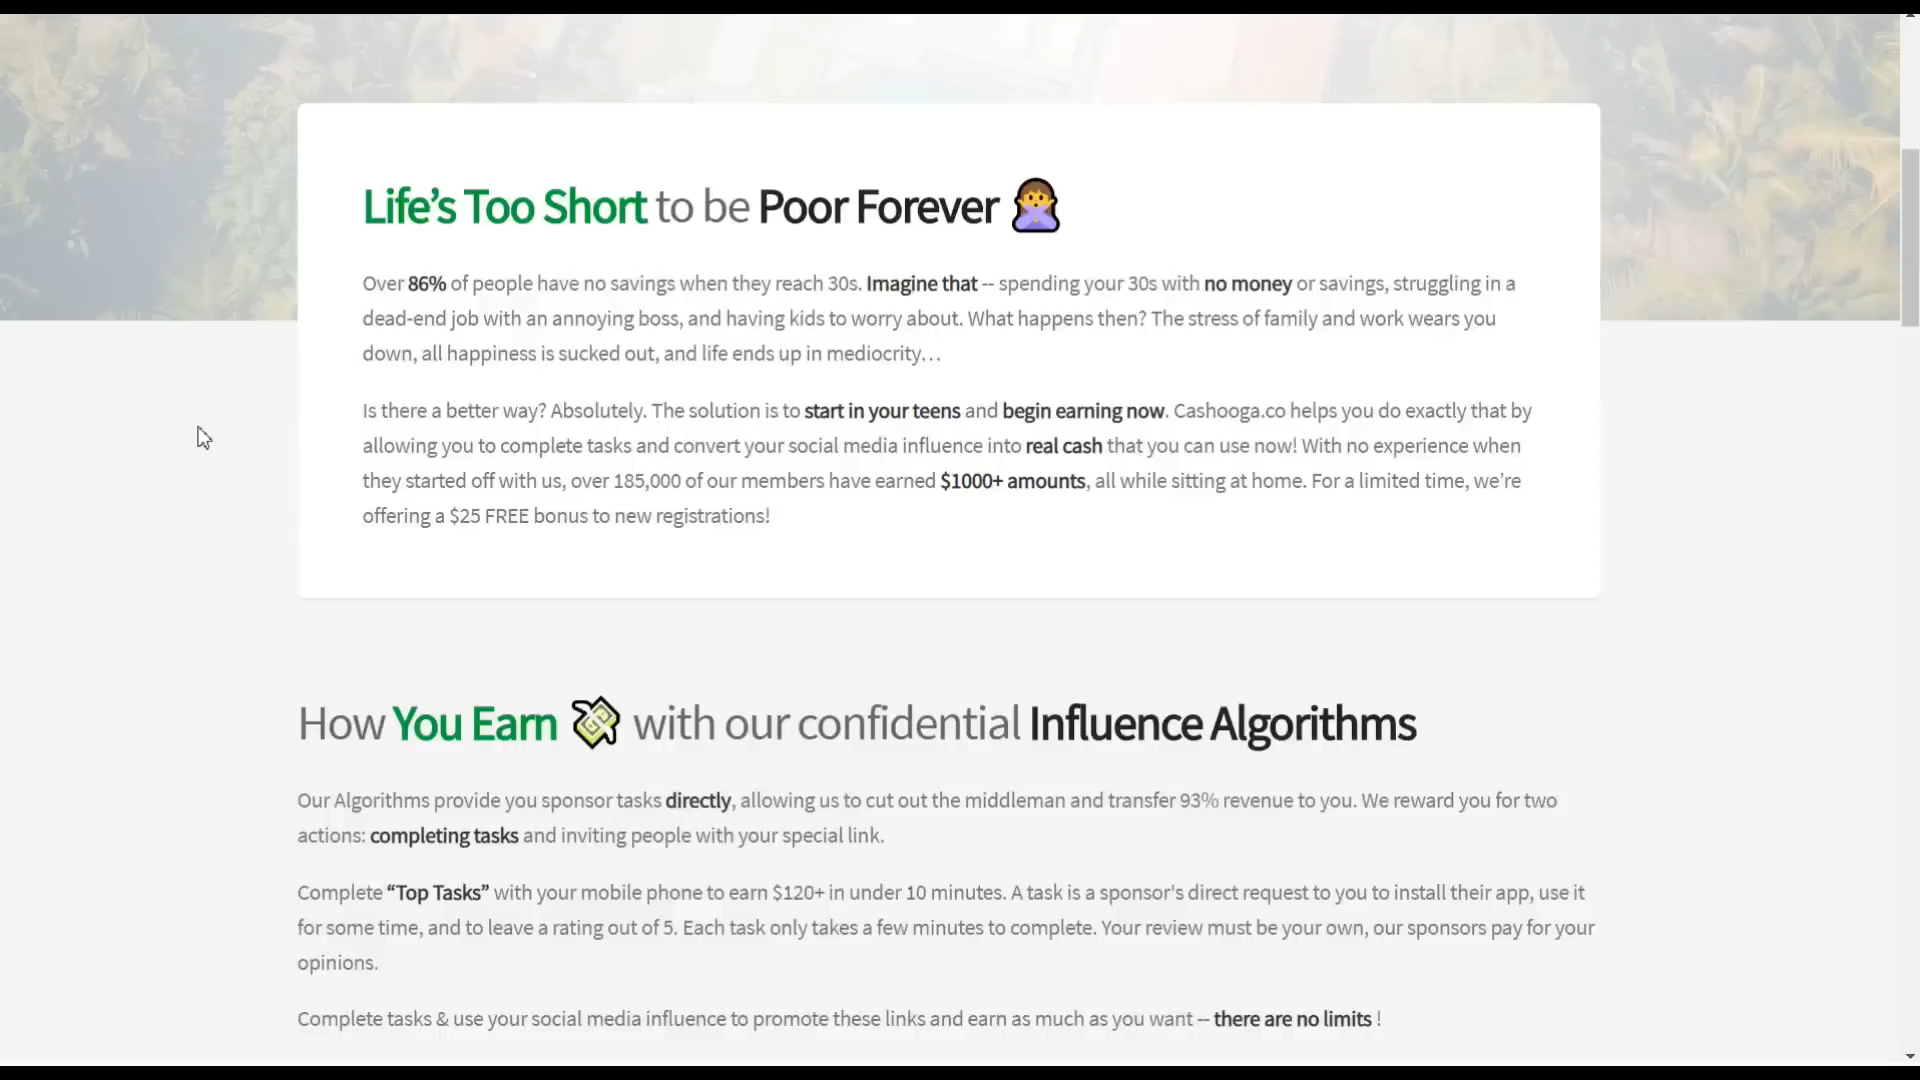 Life’s Too Short to be Poor Forever
Over 86% of people have no savings when they reach 30s. Imagine that -- spending your 30s with no money or savings, struggling in a
dead-end job with an annoying boss, and having kids to worry about. What happens then? The stress of family and work wears you
down, all happiness is sucked out, and life ends up in mediocrity…
Is there a better way? Absolutely. The solution is to start in your teens and begin earning now. Cashooga.co helps you do exactly that by
allowing you to complete tasks and convert your social media influence into real cash that you can use now! With no experience when
they started off with us, over 185,000 of our members have earned $1000+ amounts, all while sitting at home. For a limited time, we’re
offering a $25 FREE bonus to new registrations!
How You Earn with our confidential Influence Algorithms
Our Algorithms provide you sponsor tasks directly, allowing us to cut out the middleman and transfer 93% revenue to you. We reward you for two
actions: completing tasks and inviting people with your special link.
Complete “Top Tasks” with your mobile phone to earn $120+ in under 10 minutes. A task is a sponsor's direct request to you to install their app, use it
for some time, and to leave a rating out of 5. Each task only takes a few minutes to complete. Your review must be your own, our sponsors pay for your
opinions.
Complete tasks & use your social media influence to promote these links and earn as much as you want -- there are no limits !